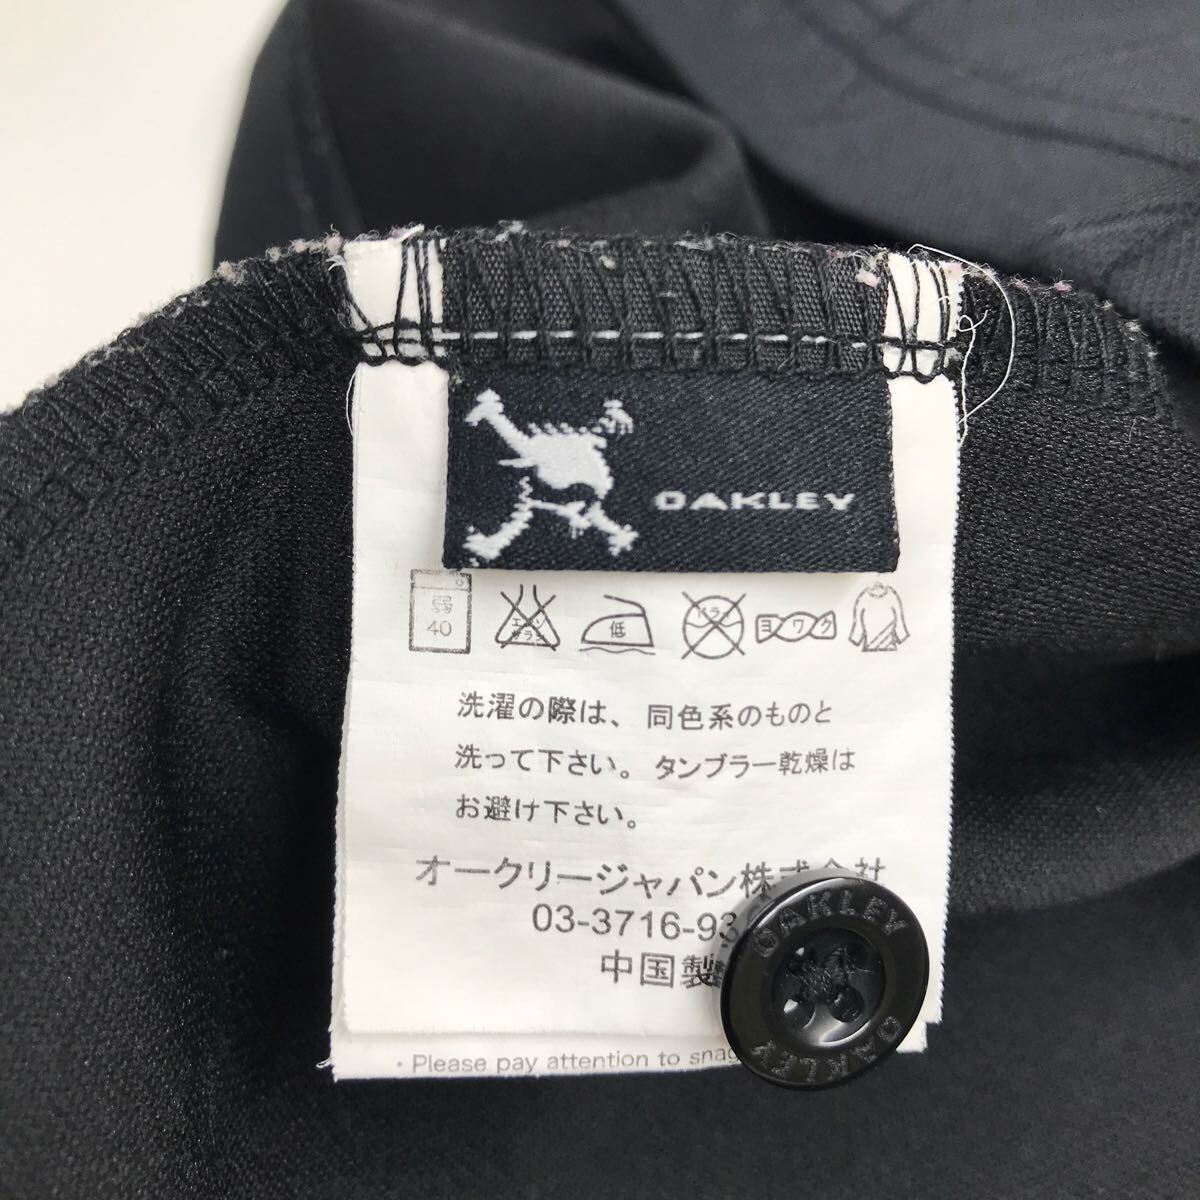 OAKLEY
弱
40
エンソ
サラシ
低
ドライ
ヨワク
洗濯の際は、同色系のものと
洗って下さい。タンブラー乾燥は
お避け下さい。
オークリージャパン株式会社
03-3716-93
中国製
OAKLEY
OAKLEY
・Please pay attention to